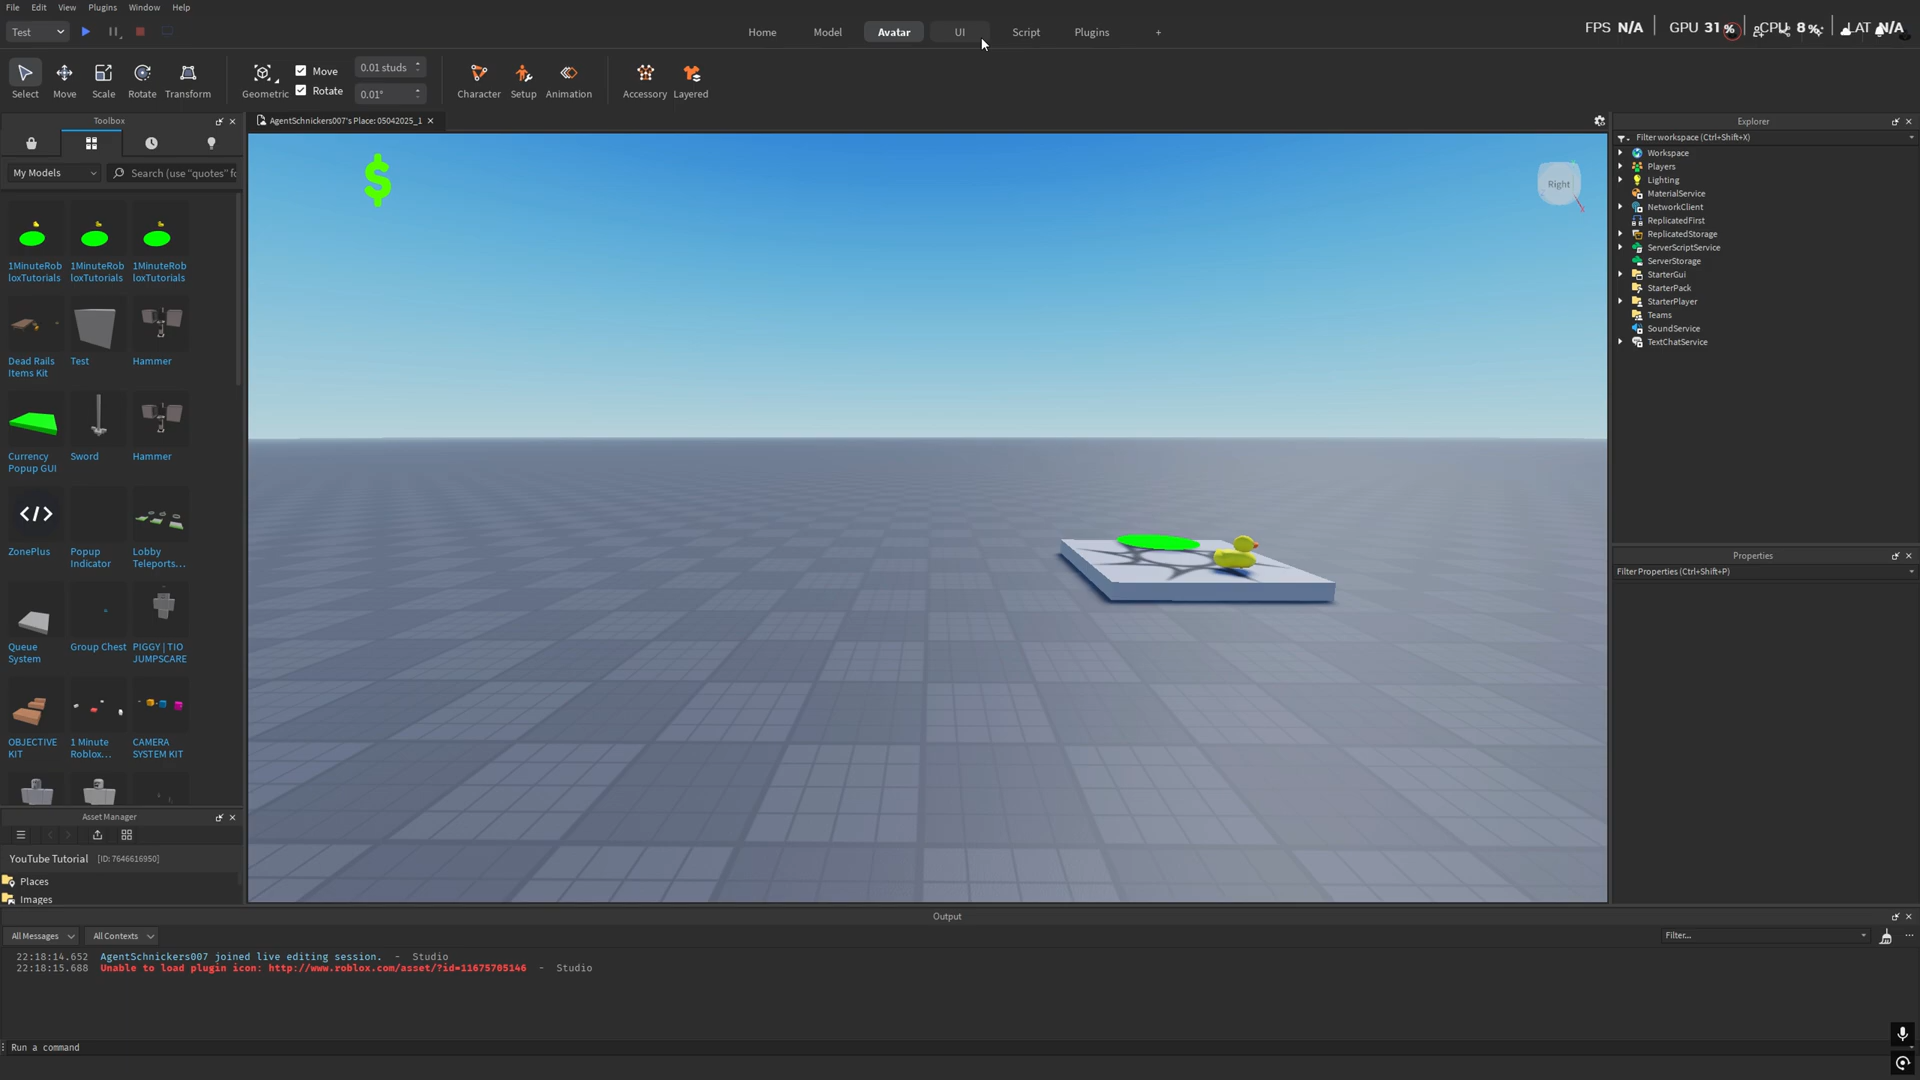 File Edit View Plugins Window Help
Test
Home Model Avatar UI Script Plugins +
FPS N/A GPU 31 % CPU 8 % LAT N/A
Select Move Scale Rotate Transform
Geometric
Move 0.01 studs
Rotate 0.01°
Character Setup Animation
Accessory Layered
Toolbox
AgentSchnickers007's Place: 05042025_1
My Models
Search (use "quotes" fo
1MinuteRob
loxTutorials
1MinuteRob
loxTutorials
1MinuteRob
loxTutorials
Dead Rails
Items Kit
Test
Hammer
Currency
Popup GUI
Sword
Hammer
ZonePlus
Popup
Indicator
Lobby
Teleports...
Queue
System
Group Chest
PIGGY | TIO
JUMPSCARE
OBJECTIVE
KIT
1 Minute
Roblox...
CAMERA
SYSTEM KIT
$
Right
Explorer
Filter workspace (Ctrl+Shift+X)
Workspace
Players
Lighting
MaterialService
NetworkClient
ReplicatedFirst
ReplicatedStorage
ServerScriptService
ServerStorage
StarterGui
StarterPack
StarterPlayer
Teams
SoundService
TextChatService
Properties
Filter Properties (Ctrl+Shift+P)
Asset Manager
YouTube Tutorial [ID: 7646616950]
Places
Images
Output
All Messages All Contexts
Filter...
22:18:14.652 AgentSchnickers007 joined live editing session. - Studio
22:18:15.688 Unable to load plugin icon: http://www.roblox.com/asset/?id=11675705146 - Studio
Run a command